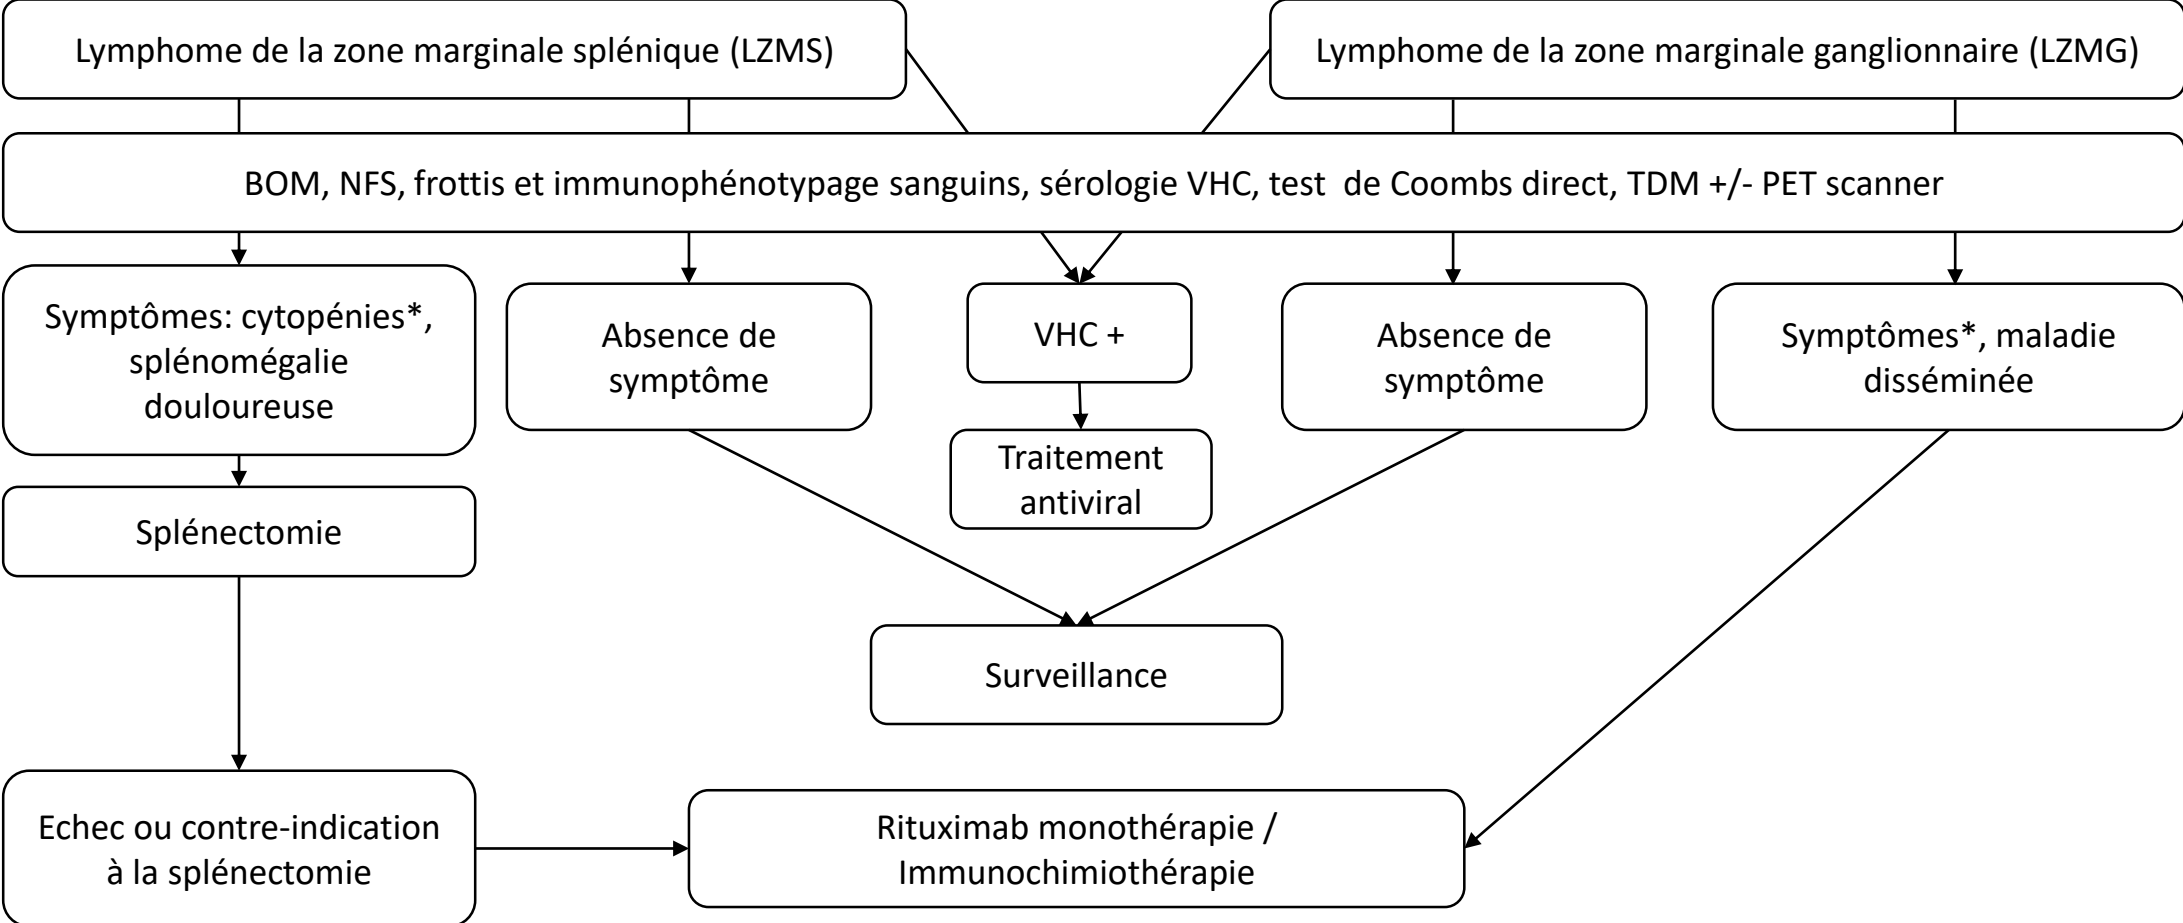 Lymphome de la zone marginale splénique (LZMS)
Lymphome de la zone marginale ganglionnaire (LZMG)
BOM, NFS, frottis et immunophénotypage sanguins, sérologie VHC, test  de Coombs direct, TDM +/- PET scanner
Symptômes: cytopénies*,
splénomégalie
douloureuse
Absence de
symptôme
VHC +
Absence de
symptôme
Symptômes*, maladie
disséminée
Traitement
antiviral
Splénectomie
Surveillance
Echec ou contre-indication
à la splénectomie
Rituximab monothérapie /
Immunochimiothérapie